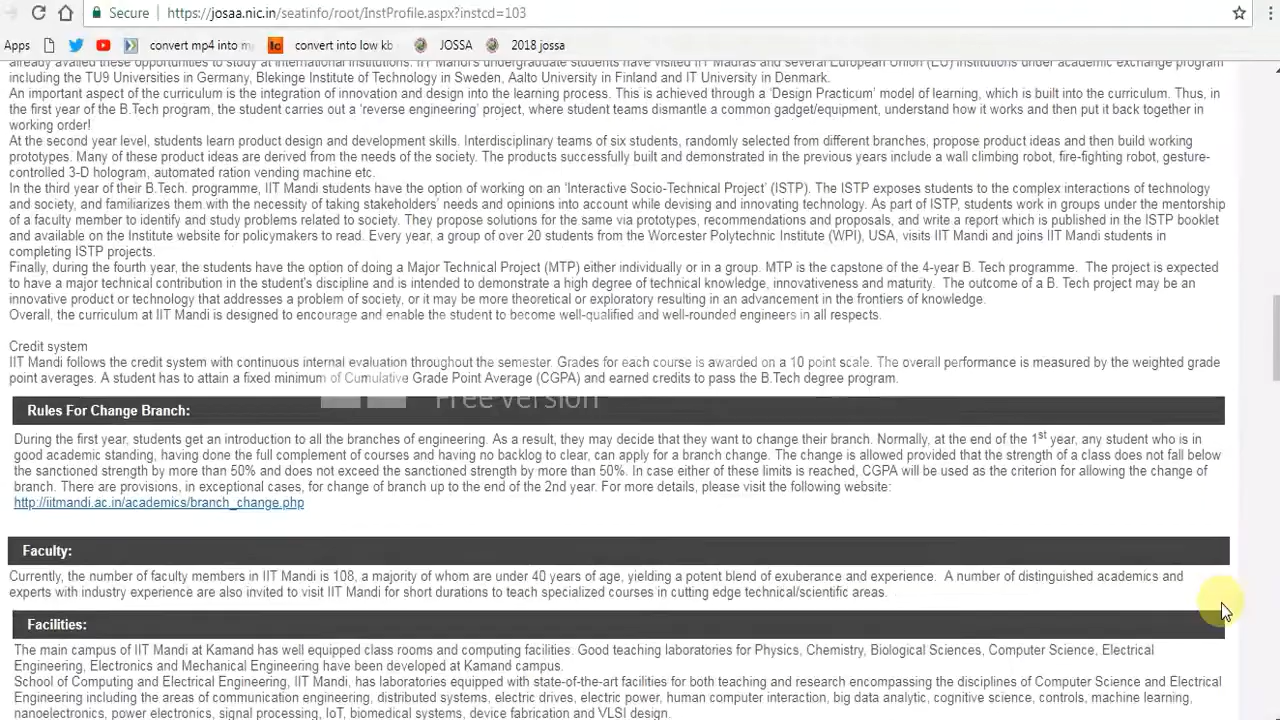 Secure https://josaa.nic.in/seatinfo/root/InstProfile.aspx?instcd=103
Apps convert mp4 into m convert into low kb JOSSA 2018 jossa
already availed these opportunities to study at international institutions. IIT Mandi's undergraduate students have visited IIT Madras and several European Union (EU) institutions under academic exchange program
including the TU9 Universities in Germany, Blekinge Institute of Technology in Sweden, Aalto University in Finland and IT University in Denmark.
An important aspect of the curriculum is the integration of innovation and design into the learning process. This is achieved through a 'Design Practicum' model of learning, which is built into the curriculum. Thus, in
the first year of the B.Tech program, the student carries out a 'reverse engineering' project, where student teams dismantle a common gadget/equipment, understand how it works and then put it back together in
working order!
At the second year level, students learn product design and development skills. Interdisciplinary teams of six students, randomly selected from different branches, propose product ideas and then build working
prototypes. Many of these product ideas are derived from the needs of the society. The products successfully built and demonstrated in the previous years include a wall climbing robot, fire-fighting robot, gesture-
controlled 3-D hologram, automated ration vending machine etc.
In the third year of their B.Tech. programme, IIT Mandi students have the option of working on an 'Interactive Socio-Technical Project' (ISTP). The ISTP exposes students to the complex interactions of technology
and society, and familiarizes them with the necessity of taking stakeholders' needs and opinions into account while devising and innovating technology. As part of ISTP, students work in groups under the mentorship
of a faculty member to identify and study problems related to society. They propose solutions for the same via prototypes, recommendations and proposals, and write a report which is published in the ISTP booklet
and available on the Institute website for policymakers to read. Every year, a group of over 20 students from the Worcester Polytechnic Institute (WPI), USA, visits IIT Mandi and joins IIT Mandi students in
completing ISTP projects.
Finally, during the fourth year, the students have the option of doing a Major Technical Project (MTP) either individually or in a group. MTP is the capstone of the 4-year B. Tech programme. The project is expected
to have a major technical contribution in the student's discipline and is intended to demonstrate a high degree of technical knowledge, innovativeness and maturity. The outcome of a B. Tech project may be an
innovative product or technology that addresses a problem of society, or it may be more theoretical or exploratory resulting in an advancement in the frontiers of knowledge.
Overall, the curriculum at IIT Mandi is designed to encourage and enable the student to become well-qualified and well-rounded engineers in all respects.
Credit system
IIT Mandi follows the credit system with continuous internal evaluation throughout the semester. Grades for each course is awarded on a 10 point scale. The overall performance is measured by the weighted grade
point averages. A student has to attain a fixed minimum of Cumulative Grade Point Average (CGPA) and earned credits to pass the B.Tech degree program.
Free version
Rules For Change Branch:
During the first year, students get an introduction to all the branches of engineering. As a result, they may decide that they want to change their branch. Normally, at the end of the 1st year, any student who is in
good academic standing, having done the full complement of courses and having no backlog to clear, can apply for a branch change. The change is allowed provided that the strength of a class does not fall below
the sanctioned strength by more than 50% and does not exceed the sanctioned strength by more than 50%. In case either of these limits is reached, CGPA will be used as the criterion for allowing the change of
branch. There are provisions, in exceptional cases, for change of branch up to the end of the 2nd year. For more details, please visit the following website:
http://iitmandi.ac.in/academics/branch_change.php
Faculty:
Currently, the number of faculty members in IIT Mandi is 108, a majority of whom are under 40 years of age, yielding a potent blend of exuberance and experience. A number of distinguished academics and
experts with industry experience are also invited to visit IIT Mandi for short durations to teach specialized courses in cutting edge technical/scientific areas.
Facilities:
The main campus of IIT Mandi at Kamand has well equipped class rooms and computing facilities. Good teaching laboratories for Physics, Chemistry, Biological Sciences, Computer Science, Electrical
Engineering, Electronics and Mechanical Engineering have been developed at Kamand campus.
School of Computing and Electrical Engineering, IIT Mandi, has laboratories equipped with state-of-the-art facilities for both teaching and research encompassing the disciplines of Computer Science and Electrical
Engineering including the areas of communication engineering, distributed systems, electric drives, electric power, human computer interaction, big data analytic, cognitive science, controls, machine learning,
nanoelectronics, power electronics, signal processing, IoT, biomedical systems, device fabrication and VLSI design.